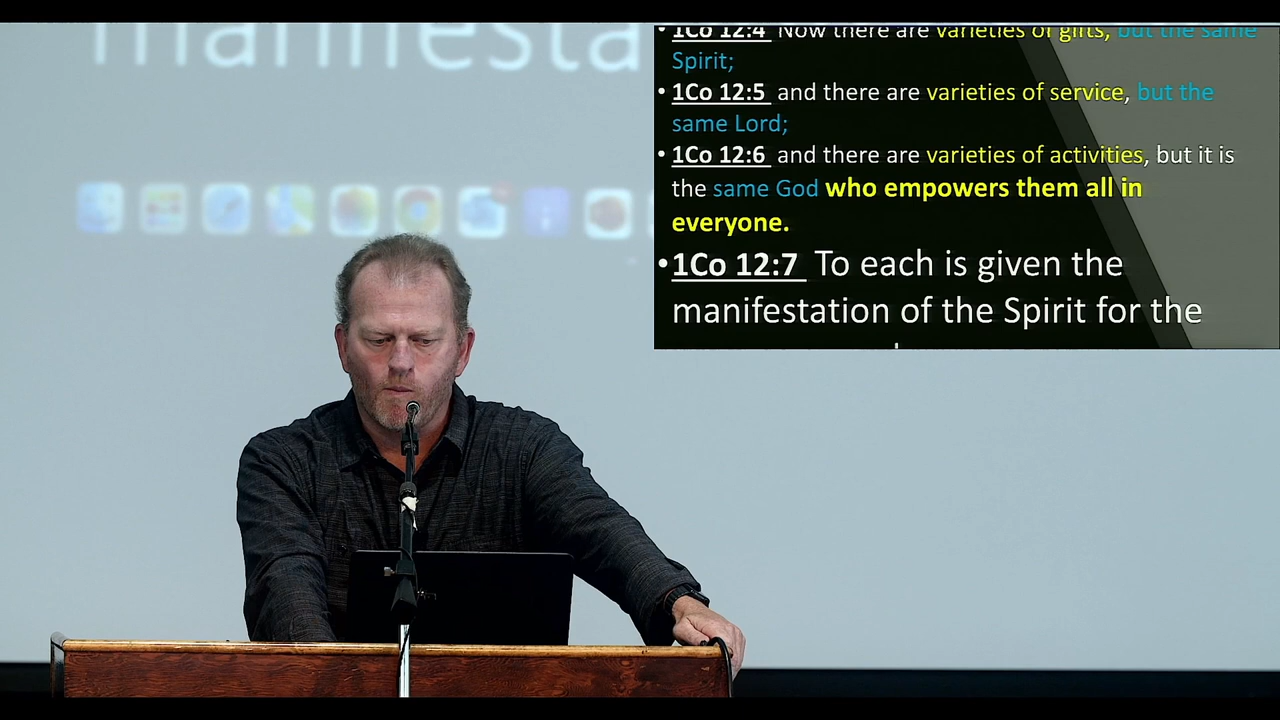 manifesta
• 1Co 12:4 Now there are varieties of gifts, but the same
Spirit;
• 1Co 12:5 and there are varieties of service, but the
same Lord;
• 1Co 12:6 and there are varieties of activities, but it is
the same God who empowers them all in
everyone.
• 1Co 12:7 To each is given the
manifestation of the Spirit for the